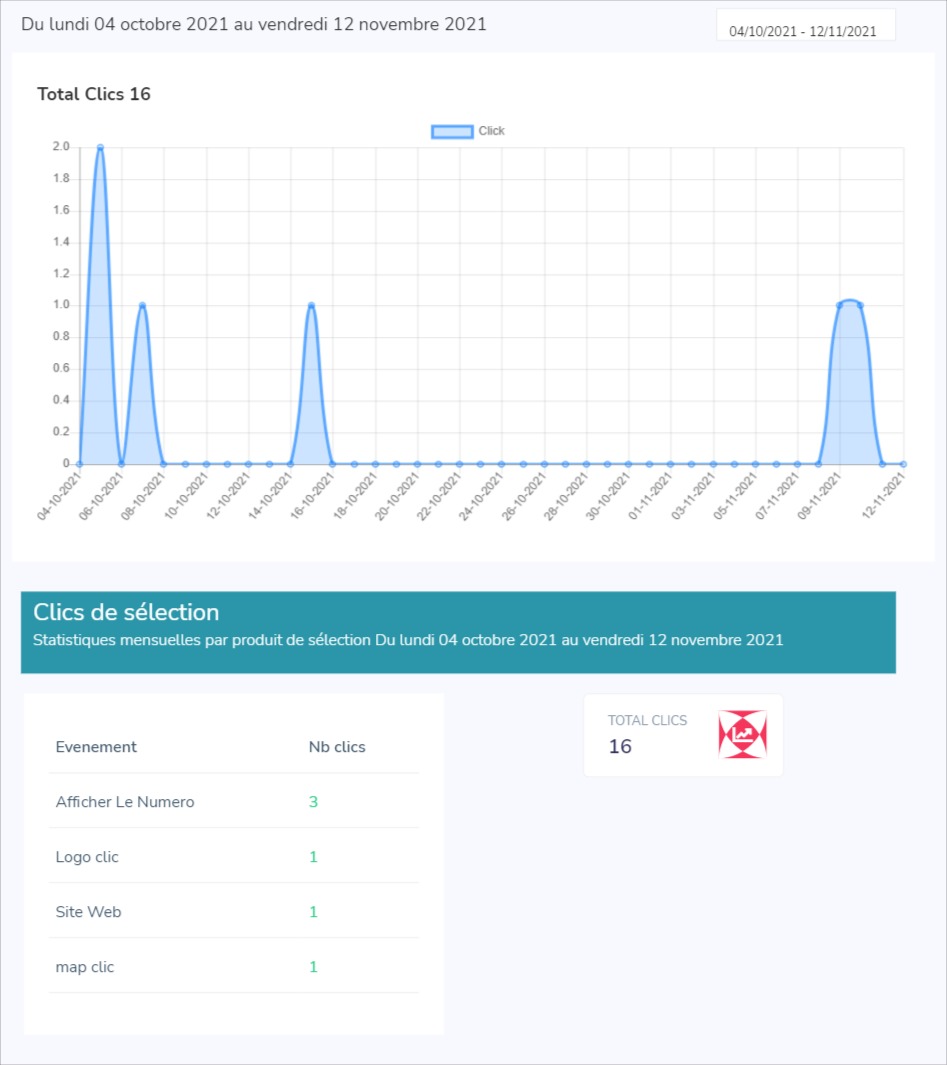 Du lundi 04 octobre 2021 au vendredi 12 novembre 2021
04/10/2021 - 12/11/2021
Total Clics 16
Click
2.0
1.8
1.6
1.4
1.2
1.0
0.8
0.6
0.4
0.2
0
04-10-2021
06-10-2021
08-10-2021
10-10-2021
12-10-2021
14-10-2021
16-10-2021
18-10-2021
20-10-2021
22-10-2021
24-10-2021
26-10-2021
28-10-2021
30-10-2021
01-11-2021
03-11-2021
05-11-2021
07-11-2021
09-11-2021
12-11-2021
Clics de sélection
Statistiques mensuelles par produit de sélection Du lundi 04 octobre 2021 au vendredi 12 novembre 2021
Evenement Nb clics
Afficher Le Numero 3
Logo clic 1
Site Web 1
map clic 1
TOTAL CLICS
16